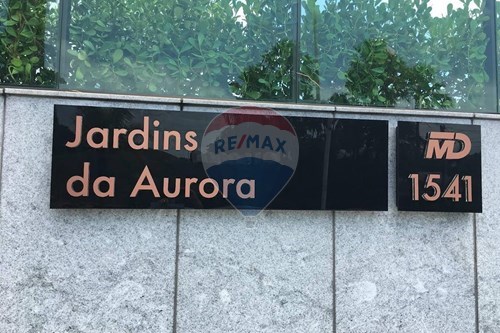 Jardins
da Aurora
RE/MAX
MD
1541